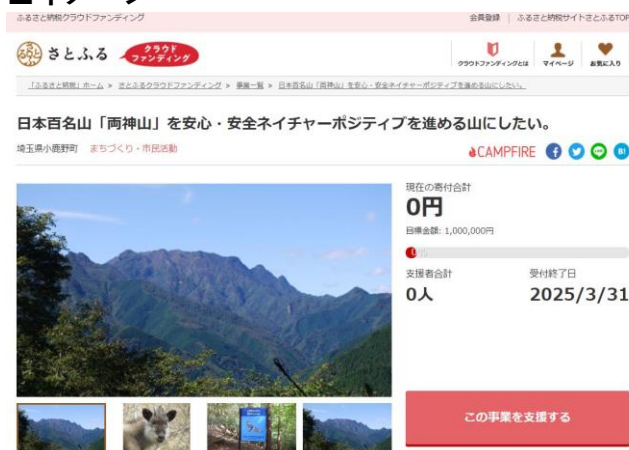 ふるさと納税クラウドファンディング
会員登録 | ふるさと納税サイトさとふるTOP
さとふる クラウドファンディング
クラウドファンディングとは マイページ お気に入り
「ふるさと納税」ホーム > さとふるクラウドファンディング > 事業一覧 > 日本百名山「両神山」を安心・安全ネイチャーポジティブを進める山にしたい。
日本百名山「両神山」を安心・安全ネイチャーポジティブを進める山にしたい。
埼玉県小鹿野町 まちづくり・市民活動
CAMPFIRE
現在の寄付合計
0円
目標金額: 1,000,000円
支援者合計 受付終了日
0人 2025/3/31
この事業を支援する